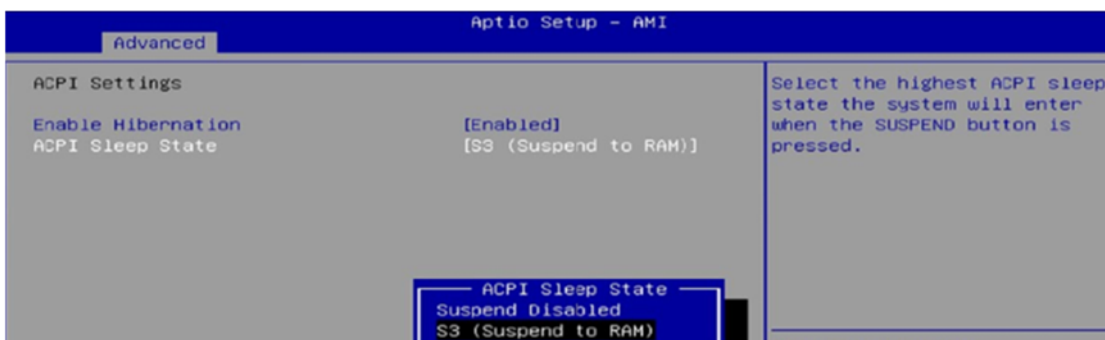 Aptio Setup - AMI
Advanced
ACPI Settings
Enable Hibernation [Enabled]
ACPI Sleep State [S3 (Suspend to RAM)]
Select the highest ACPI sleep
state the system will enter
when the SUSPEND button is
pressed.
ACPI Sleep State
Suspend Disabled
S3 (Suspend to RAM)